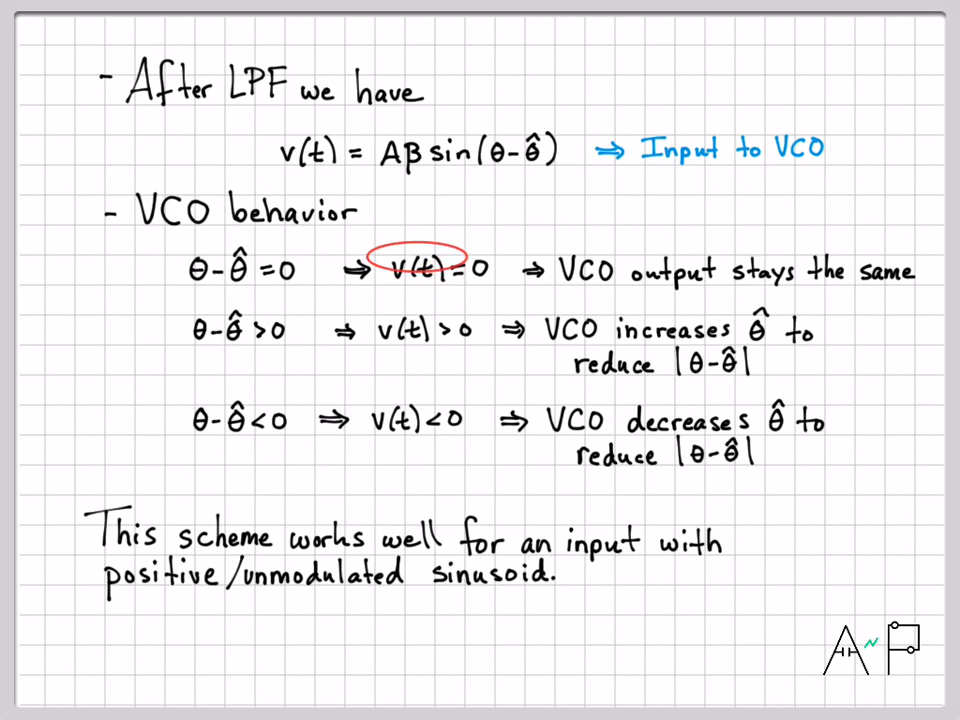 - After LPF we have
v(t) = Aβ sin(θ-θ̂) ⇒ Input to VCO
- VCO behavior
θ-θ̂ = 0 ⇒ v(t) = 0 ⇒ VCO output stays the same
θ-θ̂ > 0 ⇒ v(t) > 0 ⇒ VCO increases θ̂ to
reduce |θ-θ̂|
θ-θ̂ < 0 ⇒ v(t) < 0 ⇒ VCO decreases θ̂ to
reduce |θ-θ̂|
This scheme works well for an input with
positive/unmodulated sinusoid.
A~P